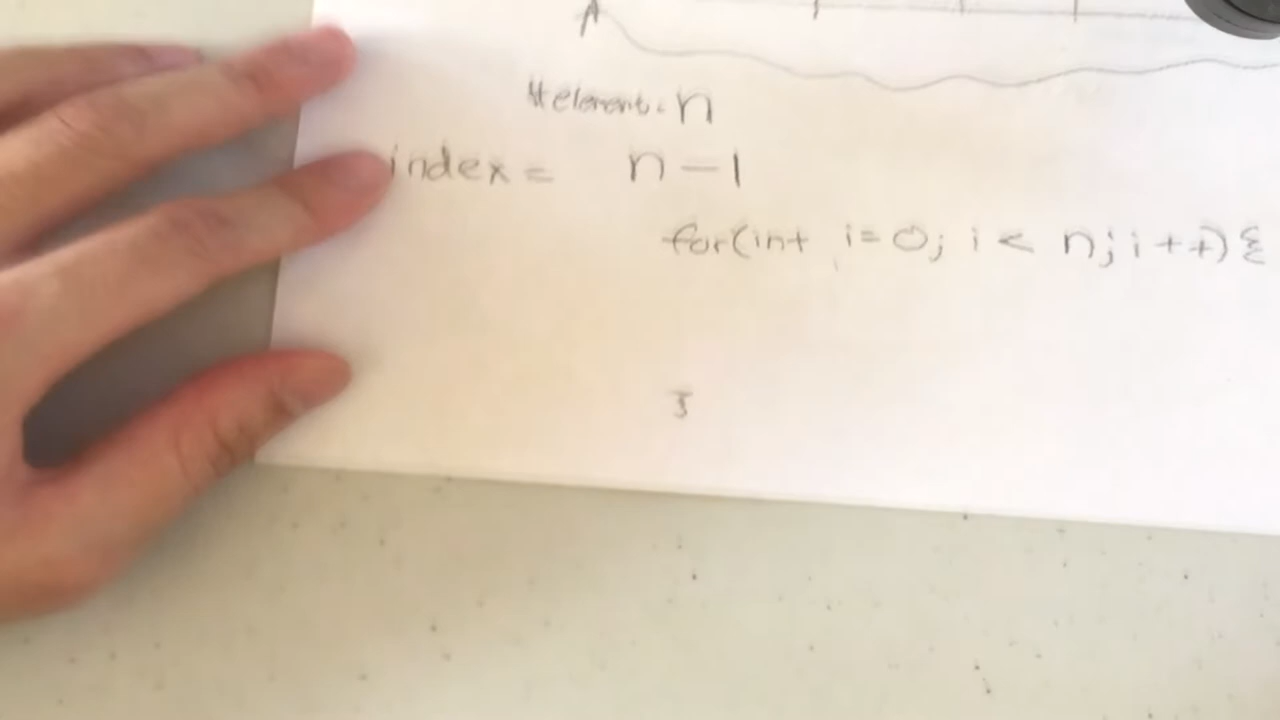 #element = n
index = n-1
for(int i=0; i < n; i++){
}